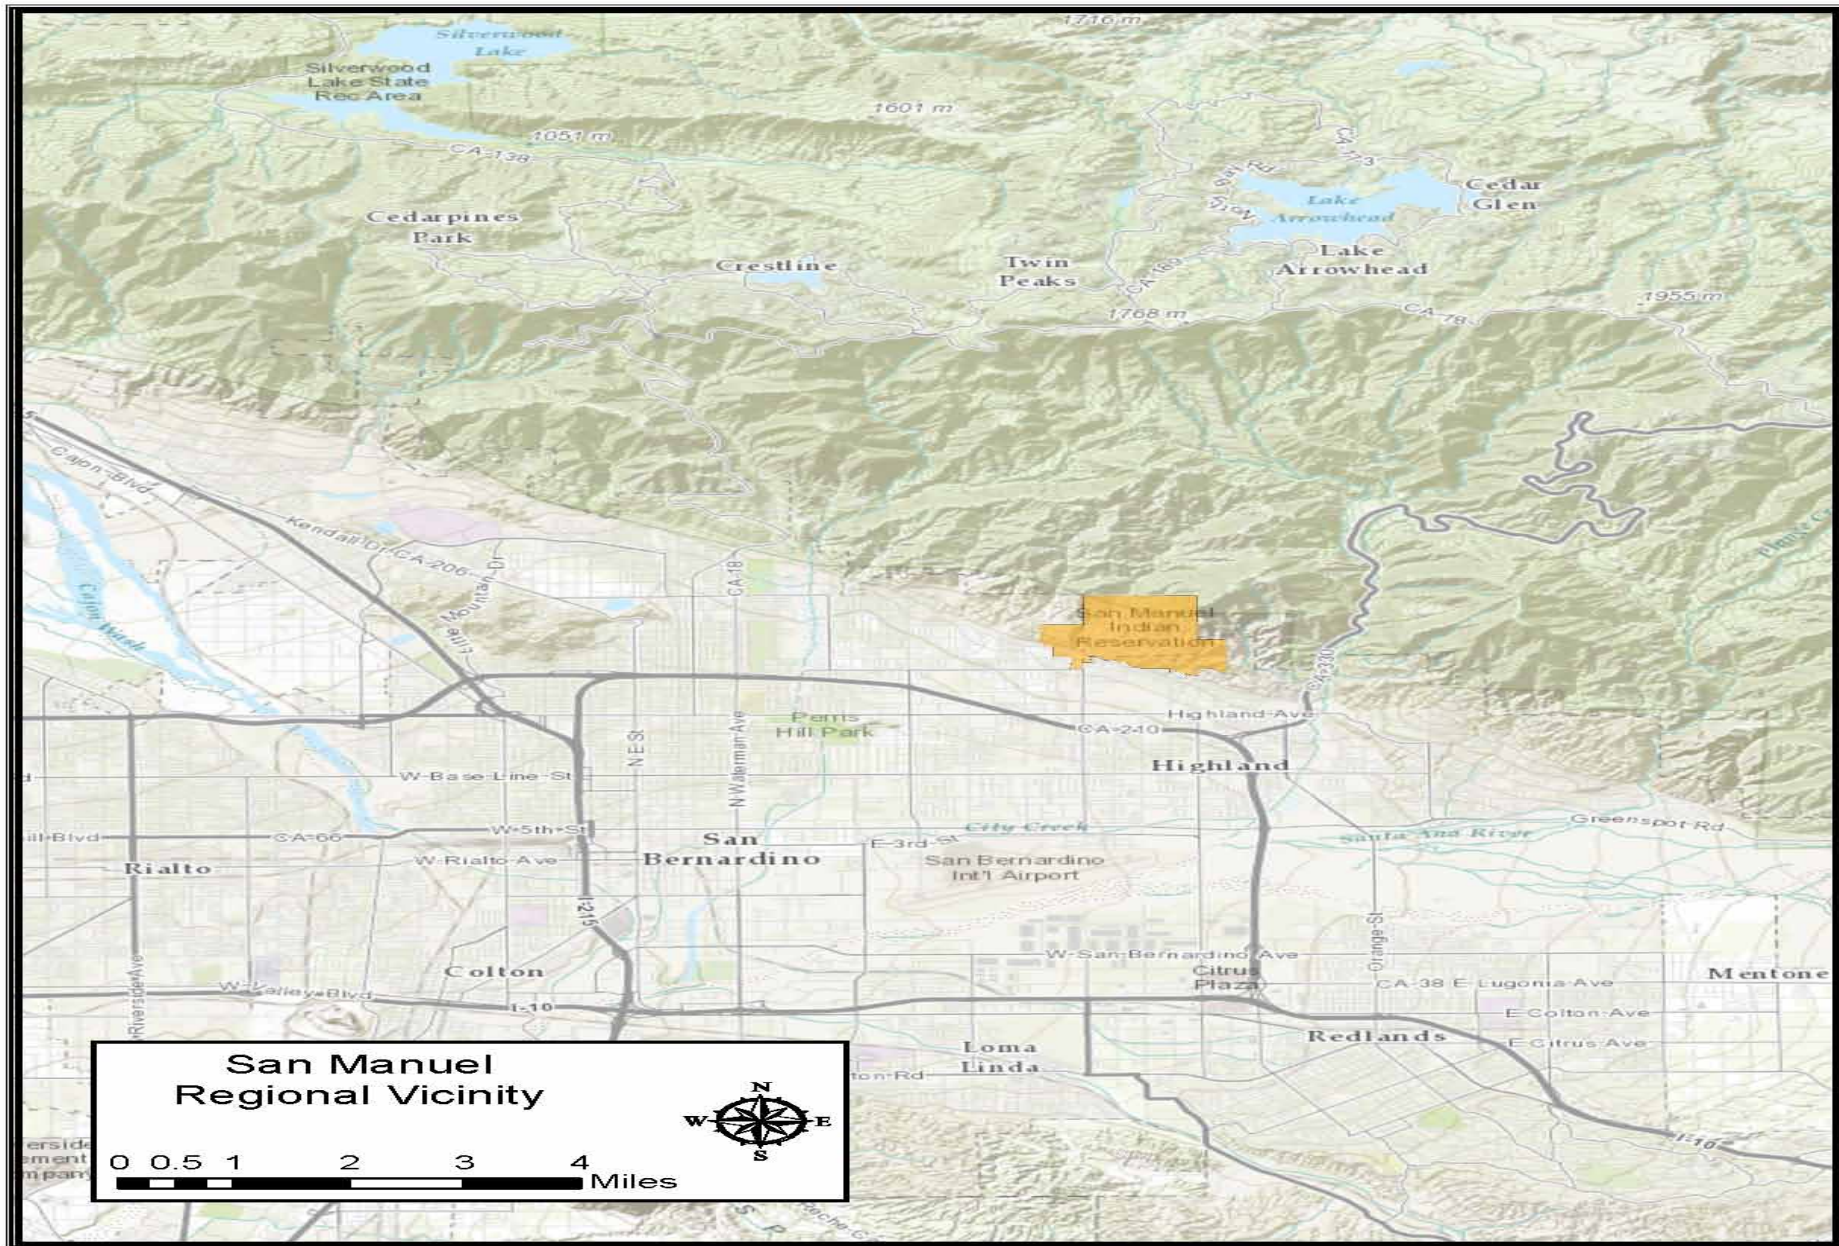 1716 m
Silverwood
Lake
Silverwood
Lake State
Rec Area
1601 m
1051 m
CA-138
CA-173
Cedar
Glen
Lake
Arrowhead
Cedarpines
Park
Crestline
Twin
Peaks
CA-189
Lake
Arrowhead
1955 m
1768 m
CA-18
Cajon-Blvd
Kendall Dr
CA-206
Little Mountain-Dr
CA-18
Cajon Wash
San Manuel
Indian
Reservation
CA-330
Highland-Ave
Perris
Hill Park
CA-210
N E St
N Waterman Ave
W-Base-Line-St
Highland
CA-66
W-5th-St
City Creek
Santa Ana River
Greenspot-Rd
San
Bernardino
E-3rd-St
W-Rialto-Ave
Rialto
San Bernardino
Int'l Airport
I-215
Orange-St
W-San-Bernardino-Ave
Colton
Citrus
Plaza
CA-38 E Lugonia-Ave
Mentone
W-Valley-Blvd
I-10
Riverside-Ave
E-Colton-Ave
Redlands
E-Citrus-Ave
Loma
Linda
I-10
San Manuel
Regional Vicinity
N
W E
S
0 0.5 1 2 3 4
Miles